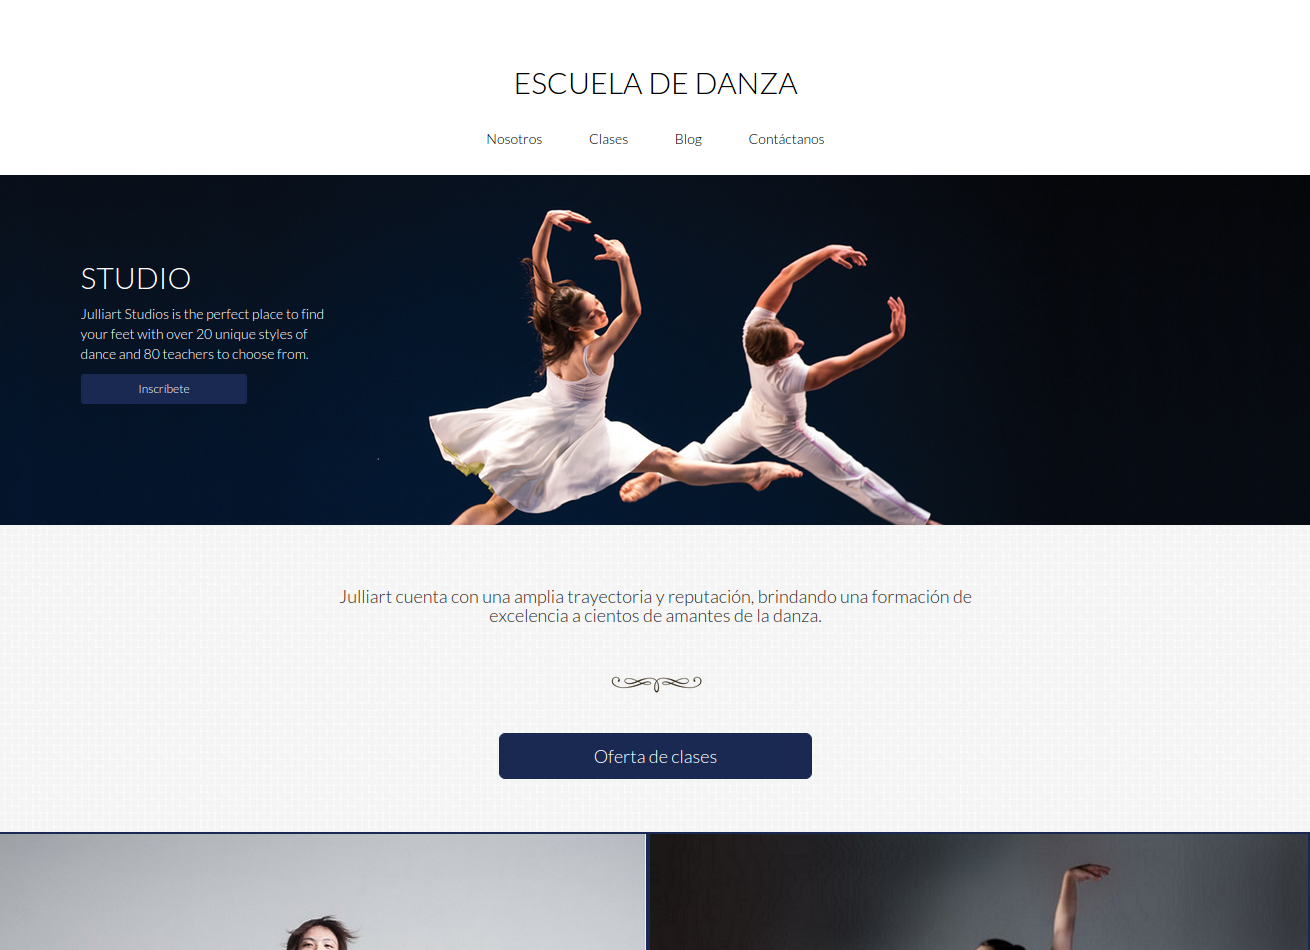 ESCUELA DE DANZA
Nosotros Clases Blog Contáctanos
STUDIO
Julliart Studios is the perfect place to find
your feet with over 20 unique styles of
dance and 80 teachers to choose from.
Inscríbete
Julliart cuenta con una amplia trayectoria y reputación, brindando una formación de
excelencia a cientos de amantes de la danza.
Oferta de clases